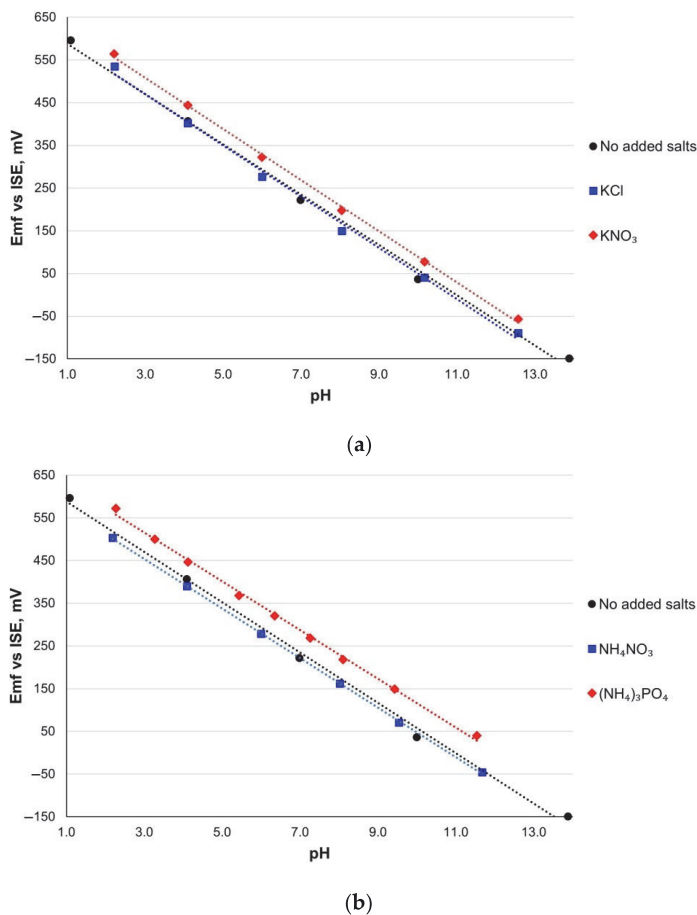 650
550
450
350
250
150
50
–50
–150
Emf vs ISE, mV
1.0 3.0 5.0 7.0 9.0 11.0 13.0
pH
No added salts
KCl
KNO₃
(a)
650
550
450
350
250
150
50
–50
–150
Emf vs ISE, mV
1.0 3.0 5.0 7.0 9.0 11.0 13.0
pH
No added salts
NH₄NO₃
(NH₄)₃PO₄
(b)